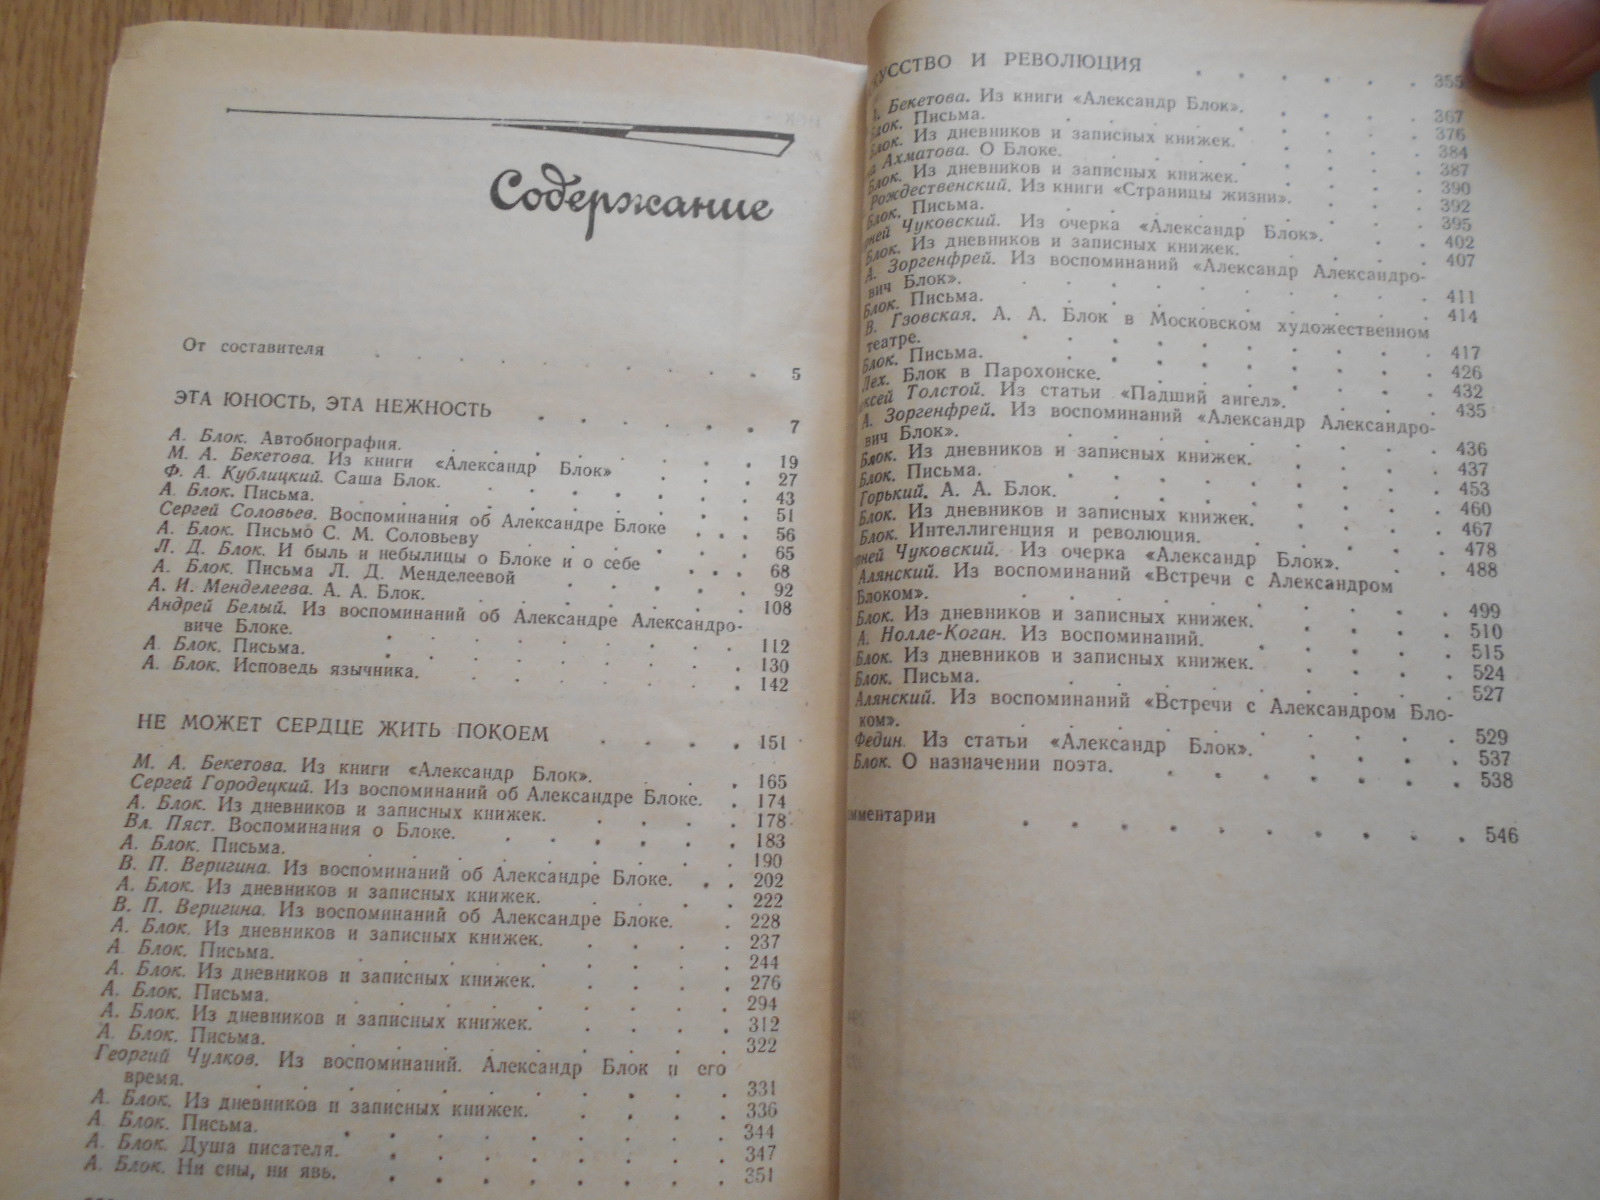 Содержание
От составителя 5
ЭТА ЮНОСТЬ, ЭТА НЕЖНОСТЬ 7
А. Блок. Автобиография. 19
М. А. Бекетова. Из книги «Александр Блок» 27
Ф. А. Кублицкий. Саша Блок. 43
А. Блок. Письма. 51
Сергей Соловьев. Воспоминания об Александре Блоке 56
А. Блок. Письмо С. М. Соловьеву 65
Л. Д. Блок. И быль и небылицы о Блоке и о себе 68
А. Блок. Письма Л. Д. Менделеевой 92
А. И. Менделеева. А. А. Блок. 108
Андрей Белый. Из воспоминаний об Александре Александро-
виче Блоке. 112
А. Блок. Письма. 130
А. Блок. Исповедь язычника. 142
НЕ МОЖЕТ СЕРДЦЕ ЖИТЬ ПОКОЕМ 151
М. А. Бекетова. Из книги «Александр Блок». 165
Сергей Городецкий. Из воспоминаний об Александре Блоке. 174
А. Блок. Из дневников и записных книжек. 178
Вл. Пяст. Воспоминания о Блоке. 183
А. Блок. Письма. 190
В. П. Веригина. Из воспоминаний об Александре Блоке. 202
А. Блок. Из дневников и записных книжек. 222
В. П. Веригина. Из воспоминаний об Александре Блоке. 228
А. Блок. Из дневников и записных книжек. 237
А. Блок. Письма. 244
А. Блок. Из дневников и записных книжек. 276
А. Блок. Письма. 294
А. Блок. Из дневников и записных книжек. 312
А. Блок. Письма. 322
Георгий Чулков. Из воспоминаний. Александр Блок и его
время. 331
А. Блок. Из дневников и записных книжек. 336
А. Блок. Письма. 344
А. Блок. Душа писателя. 347
А. Блок. Ни сны, ни явь. 351
УССТВО И РЕВОЛЮЦИЯ 355
Бекетова. Из книги «Александр Блок». 367
Блок. Письма. 376
Блок. Из дневников и записных книжек. 384
на Ахматова. О Блоке. 387
Блок. Из дневников и записных книжек. 390
Рождественский. Из книги «Страницы жизни». 392
Блок. Письма. 395
рней Чуковский. Из очерка «Александр Блок». 402
Блок. Из дневников и записных книжек. 407
А. Зоргенфрей. Из воспоминаний «Александр Александро-
вич Блок». 411
Блок. Письма. 414
В. Гзовская. А. А. Блок в Московском художественном
театре. 417
Блок. Письма. 426
Лех. Блок в Парохонске. 432
ексей Толстой. Из статьи «Падший ангел». 435
А. Зоргенфрей. Из воспоминаний «Александр Александро-
вич Блок». 436
Блок. Из дневников и записных книжек. 437
Блок. Письма. 453
Горький. А. А. Блок. 460
Блок. Из дневников и записных книжек. 467
Блок. Интеллигенция и революция. 478
рней Чуковский. Из очерка «Александр Блок». 488
Алянский. Из воспоминаний «Встречи с Александром
Блоком». 499
Блок. Из дневников и записных книжек. 510
А. Нолле-Коган. Из воспоминаний. 515
Блок. Из дневников и записных книжек. 524
Блок. Письма. 527
Алянский. Из воспоминаний «Встречи с Александром Бло-
ком». 529
Федин. Из статьи «Александр Блок». 537
Блок. О назначении поэта. 538
мментарии 546